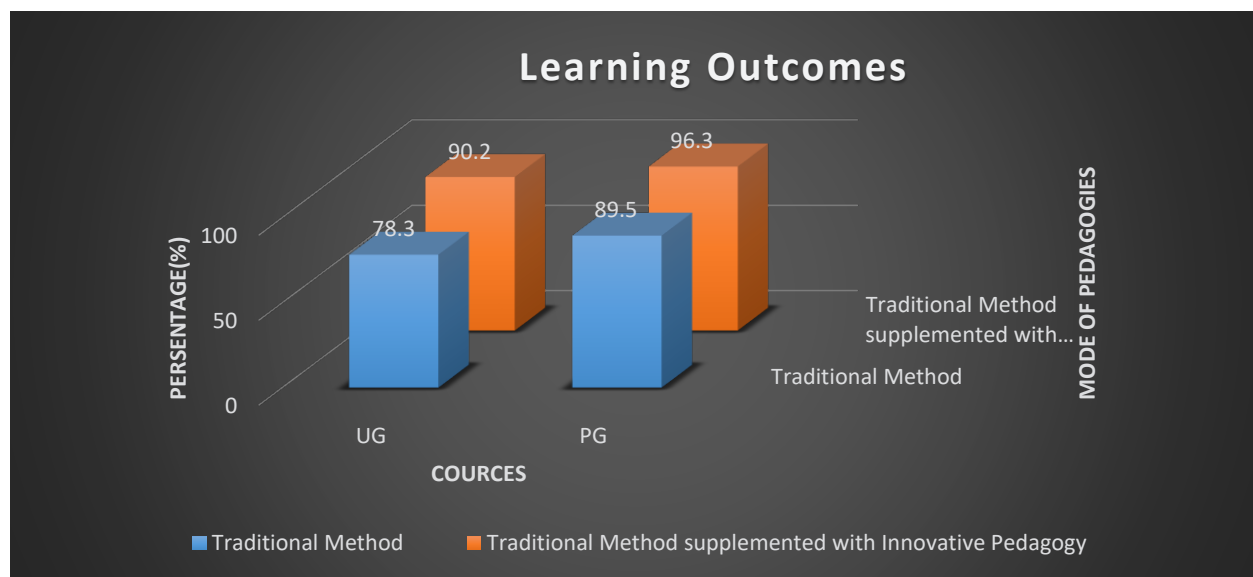 Learning Outcomes
90.2
96.3
78.3
89.5
100
50
0
PERSENTAGE(%)
MODE OF PEDAGOGIES
Traditional Method
supplemented with...
Traditional Method
UG
PG
COURCES
Traditional Method
Traditional Method supplemented with Innovative Pedagogy